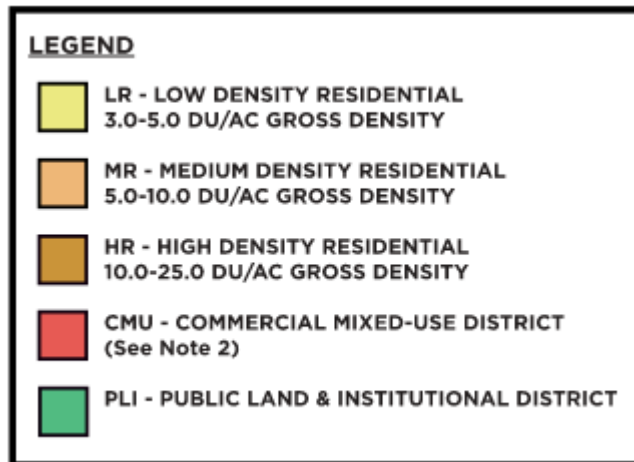 LEGEND
LR - LOW DENSITY RESIDENTIAL
3.0-5.0 DU/AC GROSS DENSITY
MR - MEDIUM DENSITY RESIDENTIAL
5.0-10.0 DU/AC GROSS DENSITY
HR - HIGH DENSITY RESIDENTIAL
10.0-25.0 DU/AC GROSS DENSITY
CMU - COMMERCIAL MIXED-USE DISTRICT
(See Note 2)
PLI - PUBLIC LAND & INSTITUTIONAL DISTRICT